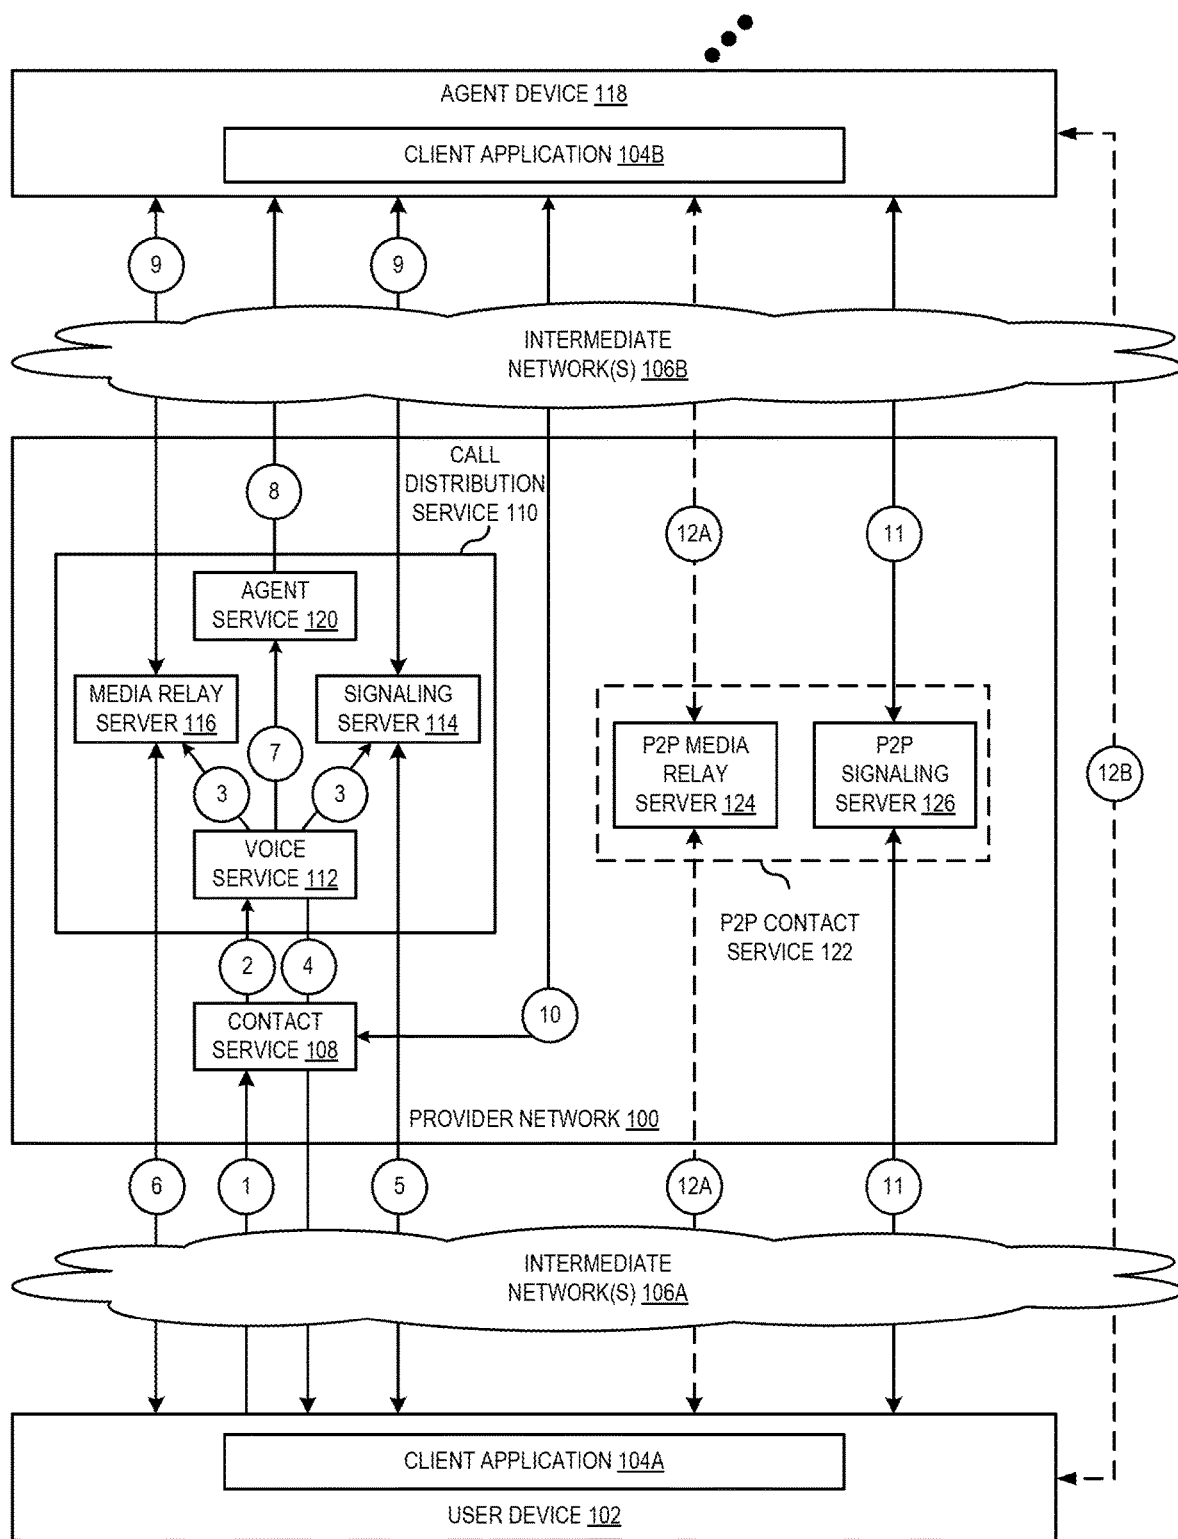 AGENT DEVICE 118
CLIENT APPLICATION 104B
9
9
INTERMEDIATE
NETWORK(S) 106B
CALL
DISTRIBUTION
SERVICE 110
8
12A
11
AGENT
SERVICE 120
MEDIA RELAY
SERVER 116
SIGNALING
SERVER 114
P2P MEDIA
RELAY
SERVER 124
P2P
SIGNALING
SERVER 126
7
3
3
12B
VOICE
SERVICE 112
P2P CONTACT
SERVICE 122
2
4
10
CONTACT
SERVICE 108
PROVIDER NETWORK 100
6
1
5
12A
11
INTERMEDIATE
NETWORK(S) 106A
CLIENT APPLICATION 104A
USER DEVICE 102